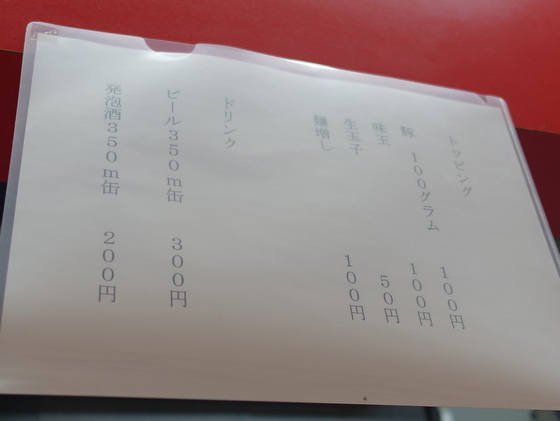 トッピング
豚 100グラム 100円
味玉 100円
生玉子 50円
麺増し 100円
ドリンク
ビール350m缶 300円
発泡酒350m缶 200円